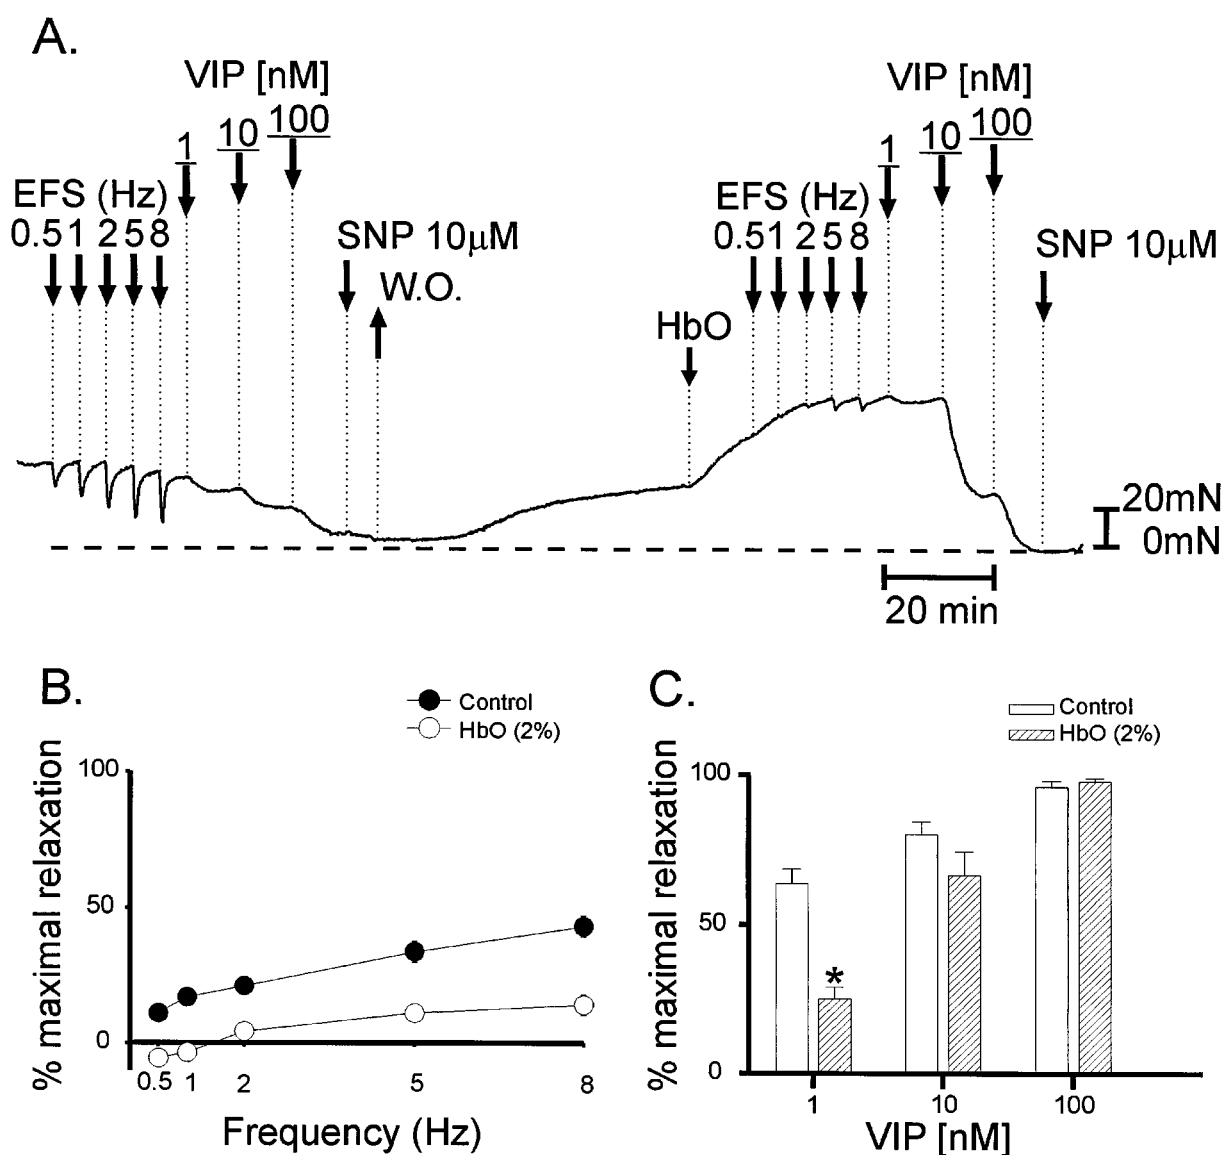 A.
VIP [nM]
1 10 100
EFS (Hz)
0.5 1 2 5 8
SNP 10μM
W.O.
HbO
VIP [nM]
1 10 100
EFS (Hz)
0.5 1 2 5 8
SNP 10μM
20mN
0mN
20 min
B.
Control
HbO (2%)
% maximal relaxation
100
50
0
0.5 1 2 5 8
Frequency (Hz)
C.
Control
HbO (2%)
% maximal relaxation
100
50
0
*
1 10 100
VIP [nM]